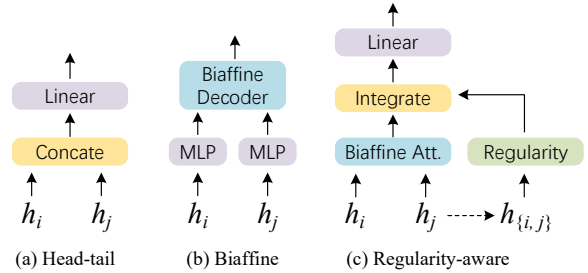 Linear
Concate
h_i h_j
(a) Head-tail
Biaffine
Decoder
MLP MLP
h_i h_j
(b) Biaffine
Linear
Integrate
Biaffine Att. Regularity
h_i h_j h_{i, j}
(c) Regularity-aware